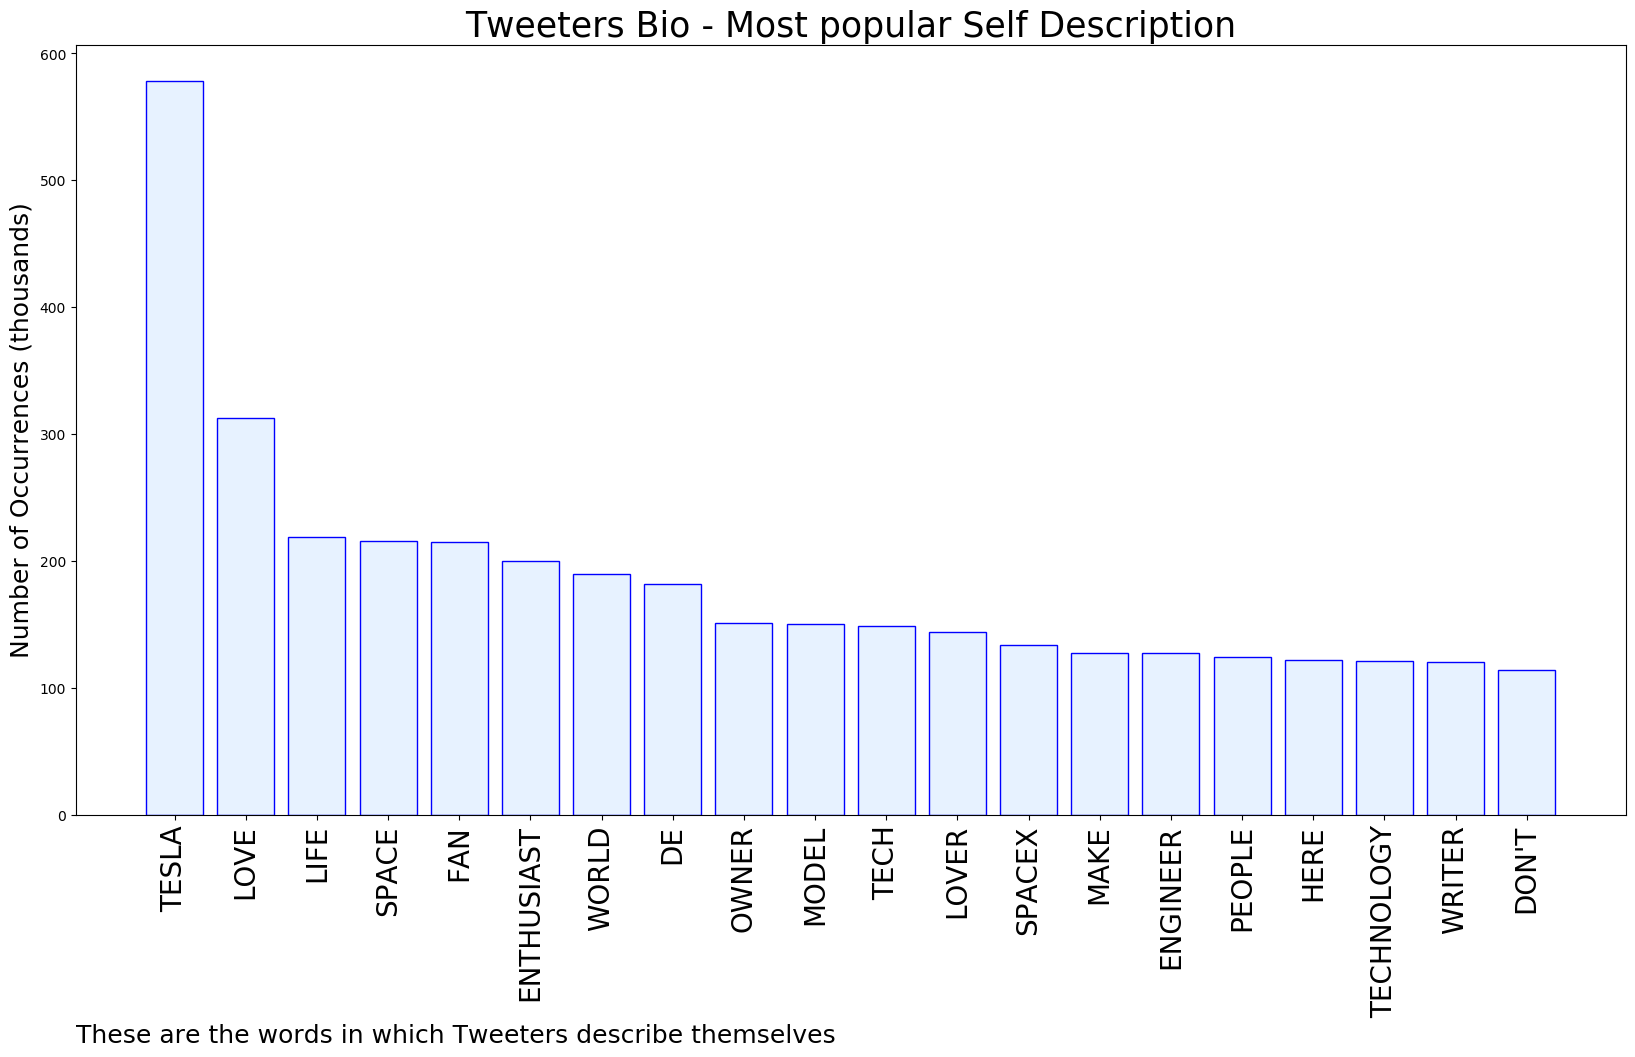 Tweeters Bio - Most popular Self Description
Number of Occurrences (thousands)
600
500
400
300
200
100
0
TESLA
LOVE
LIFE
SPACE
FAN
ENTHUSIAST
WORLD
DE
OWNER
MODEL
TECH
LOVER
SPACEX
MAKE
ENGINEER
PEOPLE
HERE
TECHNOLOGY
WRITER
DON'T
These are the words in which Tweeters describe themselves